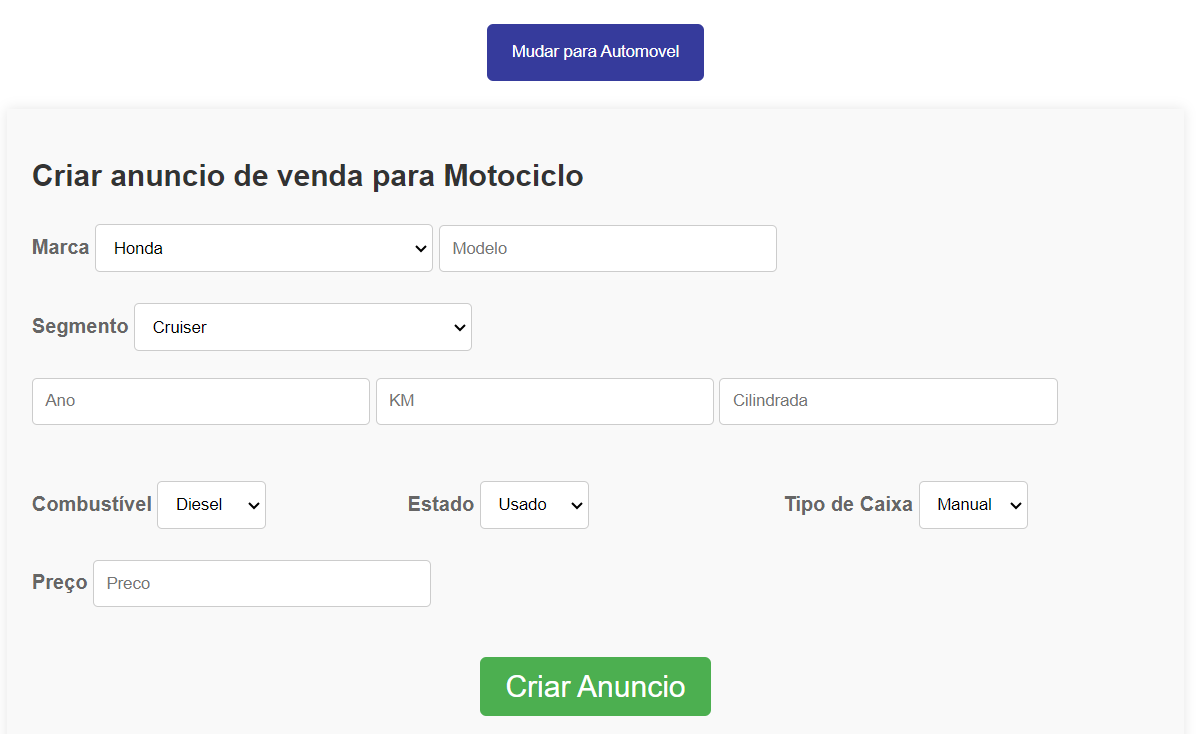 Mudar para Automovel
Criar anuncio de venda para Motociclo
Marca Honda Modelo
Segmento Cruiser
Ano KM Cilindrada
Combustível Diesel Estado Usado Tipo de Caixa Manual
Preço Preco
Criar Anuncio